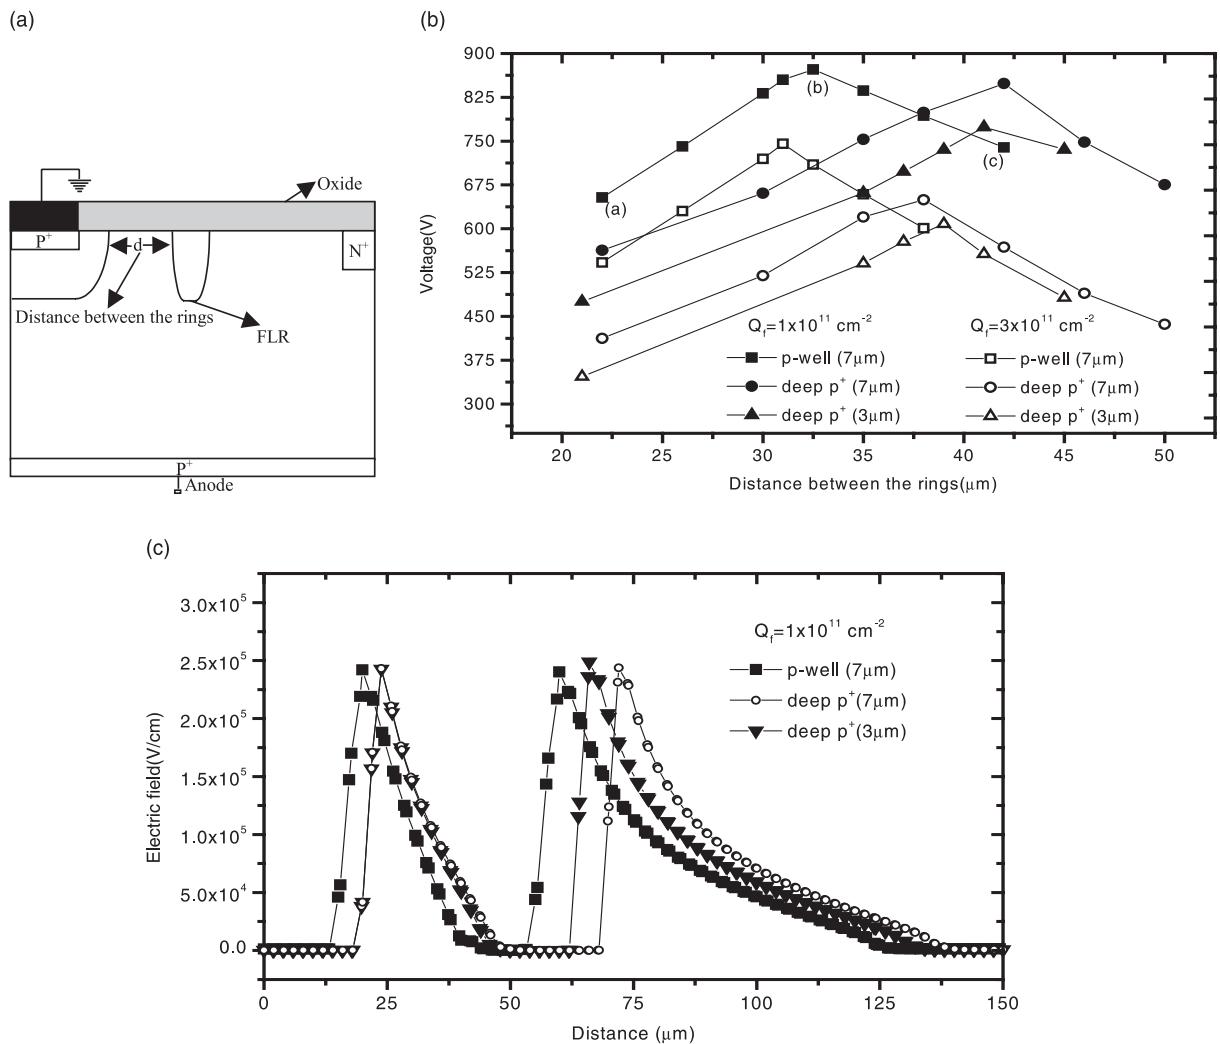 (a)
Oxide
P+
d
N+
Distance between the rings
FLR
P+
Anode
(b)
900
825
750
675
600
525
450
375
300
Voltage(V)
(a)
(b)
(c)
Qf=1x10^11 cm^-2
p-well (7μm)
deep p+ (7μm)
deep p+ (3μm)
Qf=3x10^11 cm^-2
p-well (7μm)
deep p+ (7μm)
deep p+ (3μm)
20 25 30 35 40 45 50
Distance between the rings(μm)
(c)
3.0x10^5
2.5x10^5
2.0x10^5
1.5x10^5
1.0x10^5
5.0x10^4
0.0
Electric field(V/cm)
Qf=1x10^11 cm^-2
p-well (7μm)
deep p+(7μm)
deep p+(3μm)
0 25 50 75 100 125 150
Distance (μm)